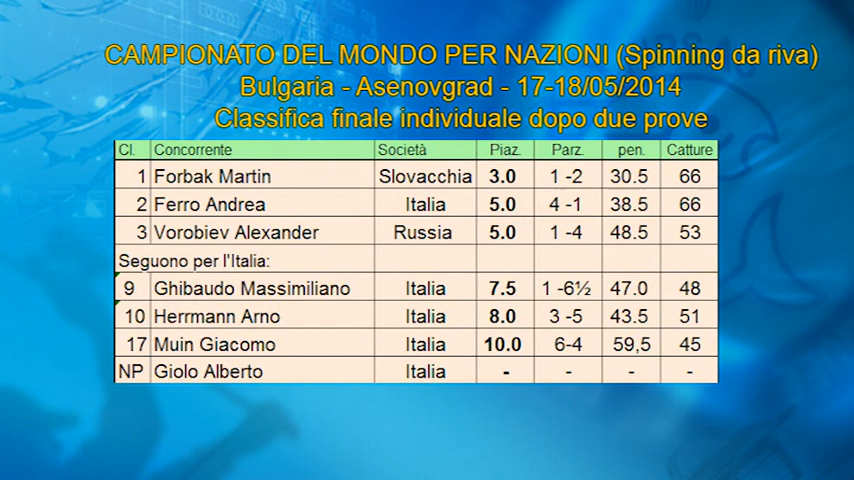 CAMPIONATO DEL MONDO PER NAZIONI (Spinning da riva)
Bulgaria - Asenovgrad - 17-18/05/2014
Classifica finale individuale dopo due prove
Cl. Concorrente Società Piaz. Parz. pen. Catture
1 Forbak Martin Slovacchia 3.0 1 -2 30.5 66
2 Ferro Andrea Italia 5.0 4 -1 38.5 66
3 Vorobiev Alexander Russia 5.0 1 -4 48.5 53
Seguono per l'Italia:
9 Ghibaudo Massimiliano Italia 7.5 1 -6½ 47.0 48
10 Herrmann Arno Italia 8.0 3 -5 43.5 51
17 Muin Giacomo Italia 10.0 6-4 59,5 45
NP Giolo Alberto Italia - - - -